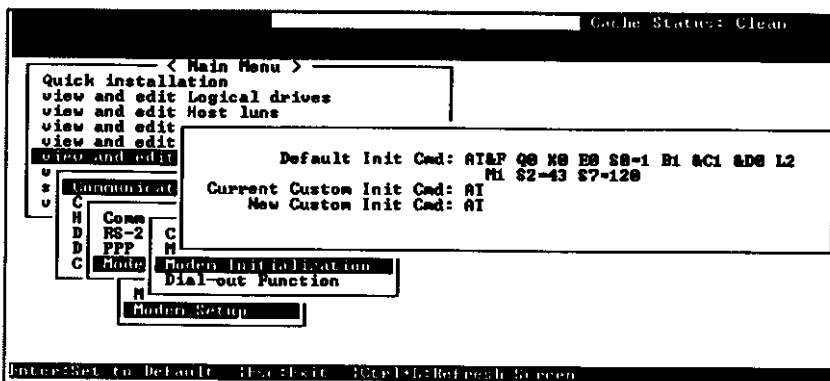 Cache Status: Clean
< Main Menu >
Quick installation
view and edit Logical drives
view and edit Host luns
view and edit
view and edit
view and edit
v
s
v
Communicat
C
H
D
D
C
Comm
RS-2
PPP
Mode
C
M
Modem Initialization
Dial-out Function
M
Modem Setup
Default Init Cmd: AT&F Q0 X0 E0 S0=1 B1 &C1 &D0 L2
M1 S2=43 S7=120
Current Custom Init Cmd: AT
New Custom Init Cmd: AT
Enter:Set to Default |Esc:Exit |Ctrl+L:Refresh Screen